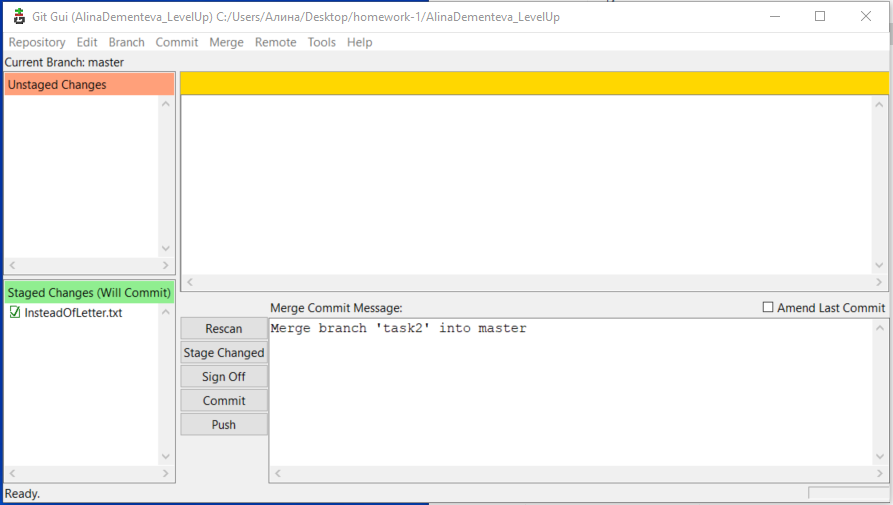 Git Gui (AlinaDementeva_LevelUp) C:/Users/Алина/Desktop/homework-1/AlinaDementeva_LevelUp
Repository Edit Branch Commit Merge Remote Tools Help
Current Branch: master
Unstaged Changes
Staged Changes (Will Commit)
InsteadOfLetter.txt
Merge Commit Message:
Amend Last Commit
Rescan
Stage Changed
Sign Off
Commit
Push
Merge branch 'task2' into master
Ready.